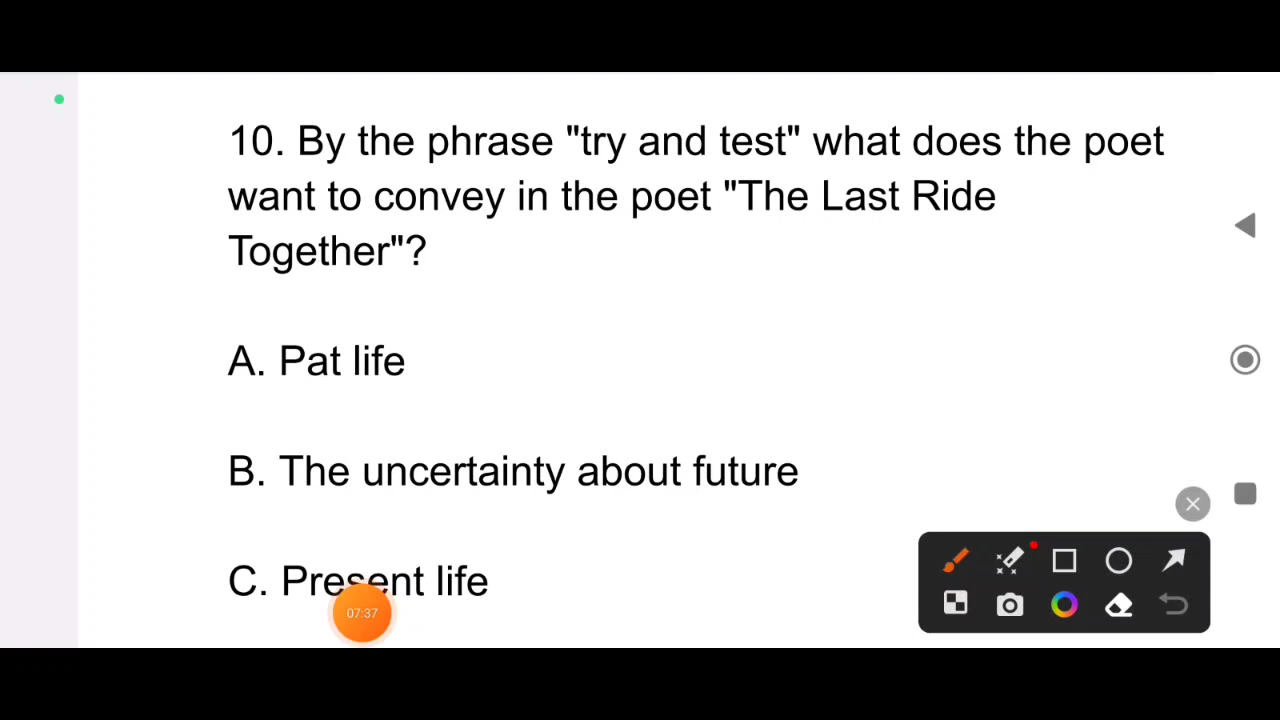 10. By the phrase "try and test" what does the poet
want to convey in the poet "The Last Ride
Together"?
A. Pat life
B. The uncertainty about future
C. Present life
07:37